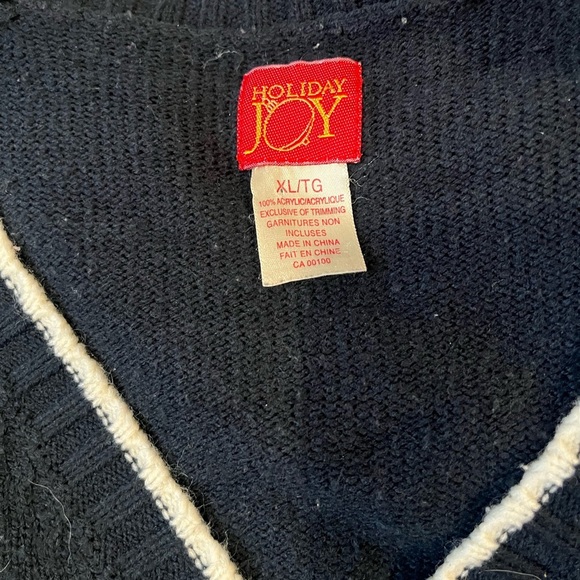 HOLIDAY
JOY
XL/TG
100% ACRYLIC/ACRYLIQUE
EXCLUSIVE OF TRIMMING
GARNITURES NON
INCLUSES
MADE IN CHINA
FAIT EN CHINE
CA 00100